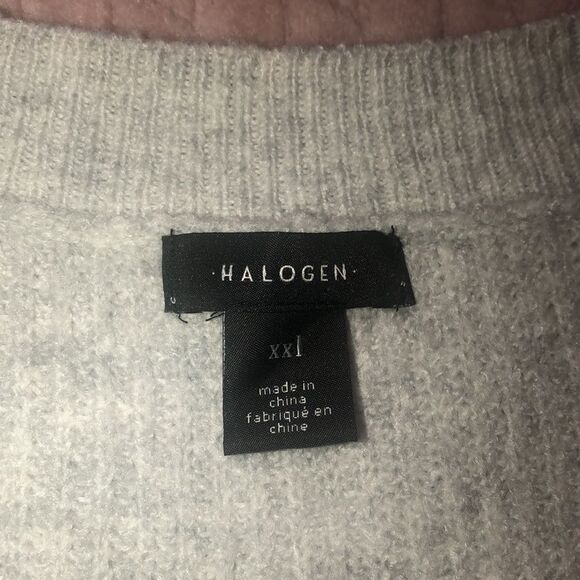 ·HALOGEN·
xxl
made in
china
fabriqué en
chine